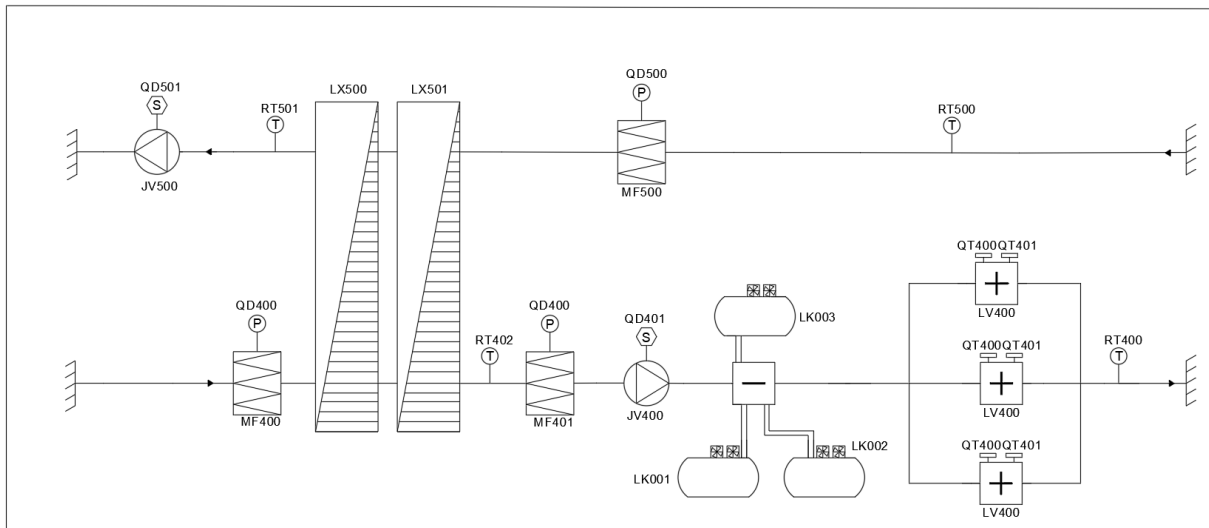 QD501
S
RT501
T
LX500
LX501
QD500
P
RT500
T
JV500
MF500
QD400
P
QD400
P
QD401
S
RT402
T
LK003
QT400QT401
LV400
QT400QT401
RT400
T
MF400
MF401
JV400
LV400
LK001
LK002
QT400QT401
LV400